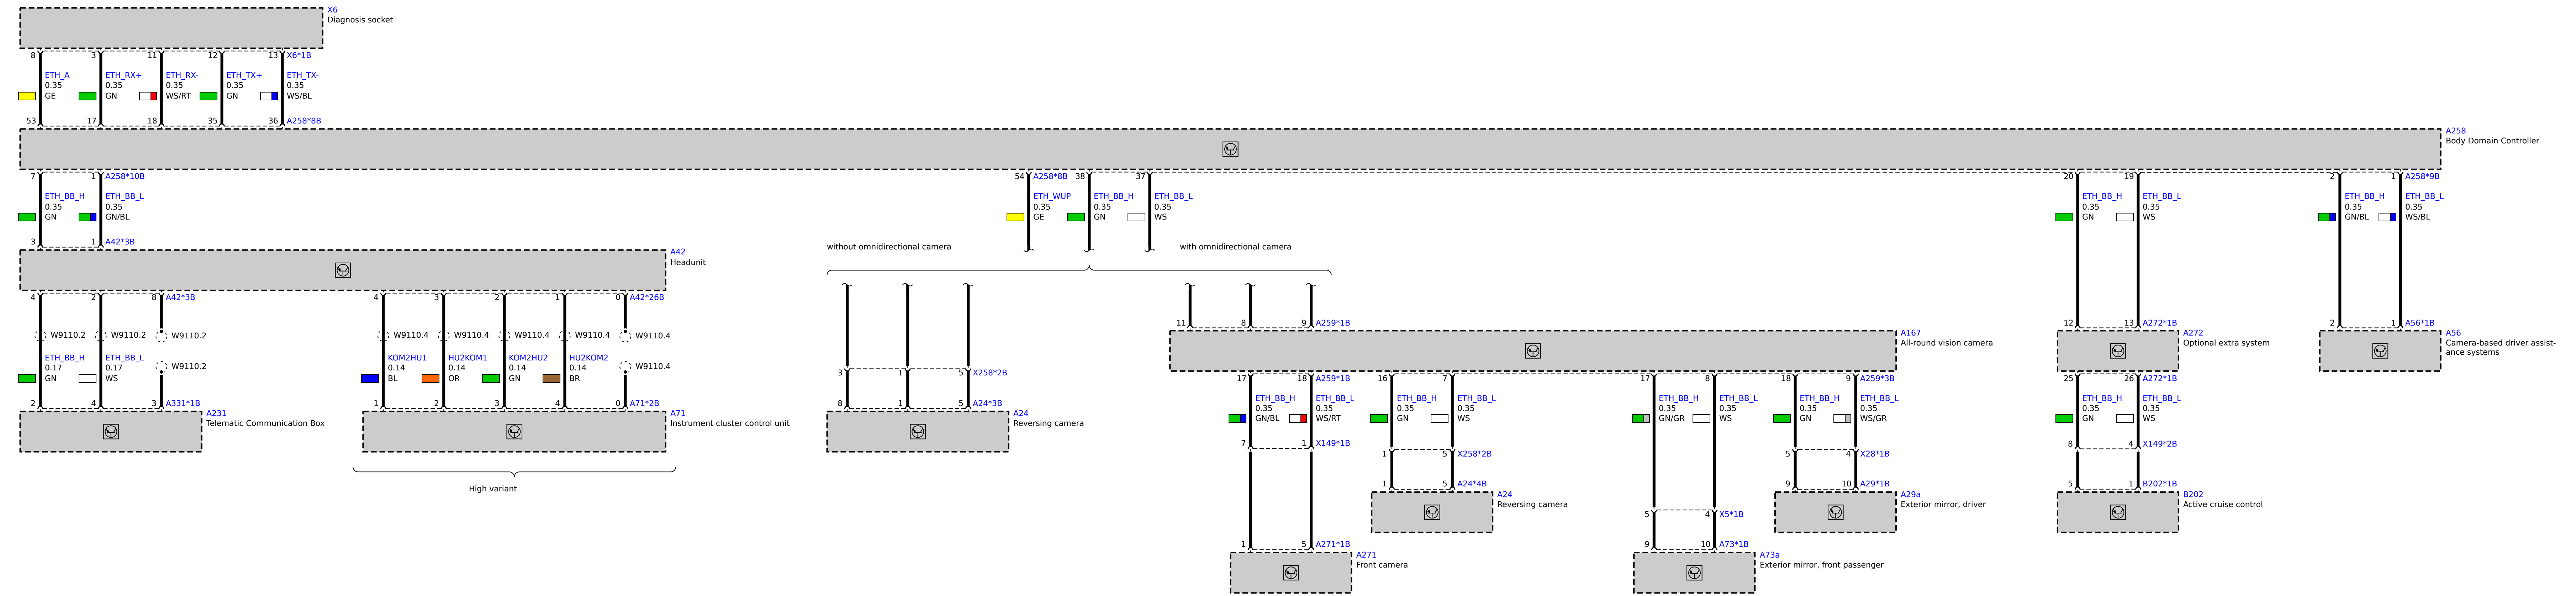 X6
Diagnosis socket
8 3 11 12 13 X6*1B
ETH_A ETH_RX+ ETH_RX- ETH_TX+ ETH_TX-
0.35 0.35 0.35 0.35 0.35
GE GN WS/RT GN WS/BL
53 17 18 35 36 A258*8B
A258
Body Domain Controller
7 1 A258*10B 54 A258*8B 38 37 20 19 2 1 A258*9B
ETH_BB_H ETH_BB_L ETH_WUP ETH_BB_H ETH_BB_L ETH_BB_H ETH_BB_L ETH_BB_H ETH_BB_L
0.35 0.35 0.35 0.35 0.35 0.35 0.35 0.35 0.35
GN GN/BL GE GN WS GN WS GN/BL WS/BL
3 1 A42*3B
without omnidirectional camera with omnidirectional camera
A42
Headunit
4 2 8 A42*3B 4 3 2 1 0 A42*26B
11 8 9 A259*1B 12 13 A272*1B 2 1 A56*1B
W9110.2 W9110.2 W9110.2 W9110.4 W9110.4 W9110.4 W9110.4 W9110.4
A167
All-round vision camera
A272
Optional extra system
A56
Camera-based driver assist-
ance systems
ETH_BB_H ETH_BB_L KOM2HU1 HU2KOM1 KOM2HU2 HU2KOM2
0.17 0.17 W9110.2 0.14 0.14 0.14 0.14 W9110.4
GN WS BL OR GN BR
3 1 5 X258*2B
17 18 A259*1B 16 7 17 8 18 9 A259*3B 25 26 A272*1B
ETH_BB_H ETH_BB_L ETH_BB_H ETH_BB_L ETH_BB_H ETH_BB_L ETH_BB_H ETH_BB_L ETH_BB_H ETH_BB_L
0.35 0.35 0.35 0.35 0.35 0.35 0.35 0.35 0.35 0.35
GN/BL WS/RT GN WS GN/GR WS GN WS/GR GN WS
2 4 3 A331*1B 1 2 3 4 0 A71*2B 8 1 5 A24*3B
A231
Telematic Communication Box
A71
Instrument cluster control unit
A24
Reversing camera
7 1 X149*1B 8 4 X149*2B
1 5 X258*2B 5 4 X28*1B
High variant
1 5 A24*4B 9 10 A29*1B 5 1 B202*1B
A24
Reversing camera
A29a
Exterior mirror, driver
B202
Active cruise control
5 4 X5*1B
1 5 A271*1B 9 10 A73*1B
A271
Front camera
A73a
Exterior mirror, front passenger